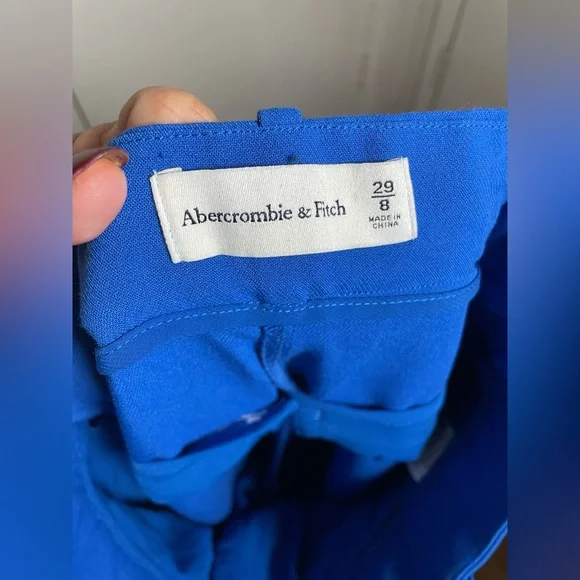 Abercrombie & Fitch
29
8
MADE IN
CHINA